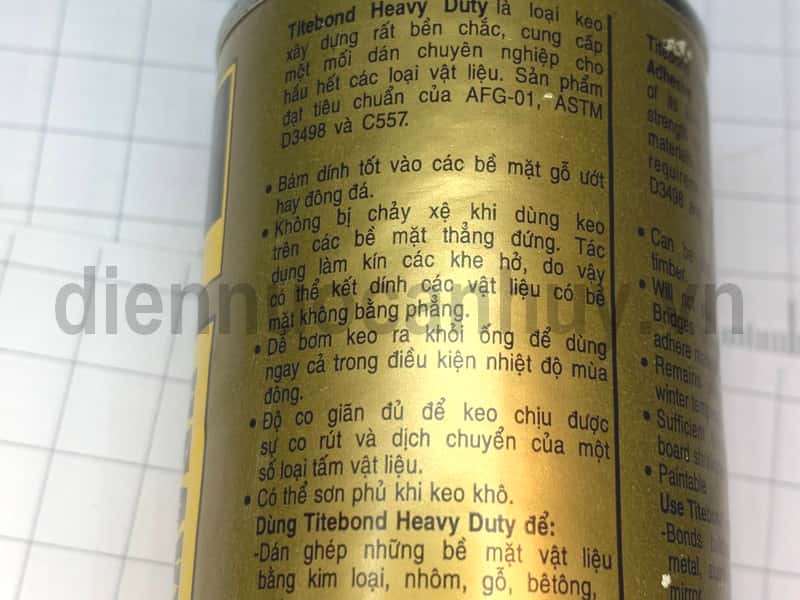 Titebond Heavy Duty là loại keo
xây dựng rất bền chắc, cung cấp
một mối dán chuyên nghiệp cho
hầu hết các loại vật liệu. Sản phẩm
đạt tiêu chuẩn của AFG-01, ASTM
D3498 và C557.
• Bám dính tốt vào các bề mặt gỗ ướt
hay đông đá.
• Không bị chảy xệ khi dùng keo
trên các bề mặt thẳng đứng. Tác
dụng làm kín các khe hở, do vậy
có thể kết dính các vật liệu có bề
mặt không bằng phẳng.
• Dễ bơm keo ra khỏi ống để dùng
ngay cả trong điều kiện nhiệt độ mùa
đông.
• Độ co giãn đủ để keo chịu được
sự co rút và dịch chuyển của một
số loại tấm vật liệu.
• Có thể sơn phủ khi keo khô.
Dùng Titebond Heavy Duty để:
-Dán ghép những bề mặt vật liệu
bằng kim loại, nhôm, gỗ, bêtông,
Adhesive
of its
strength
D3498
• Can be
timber.
• Will not
Bridges
adhere
• Remains
winter
• Sufficient
board
• Paintable
Use
-Bonds
metal,
mirror